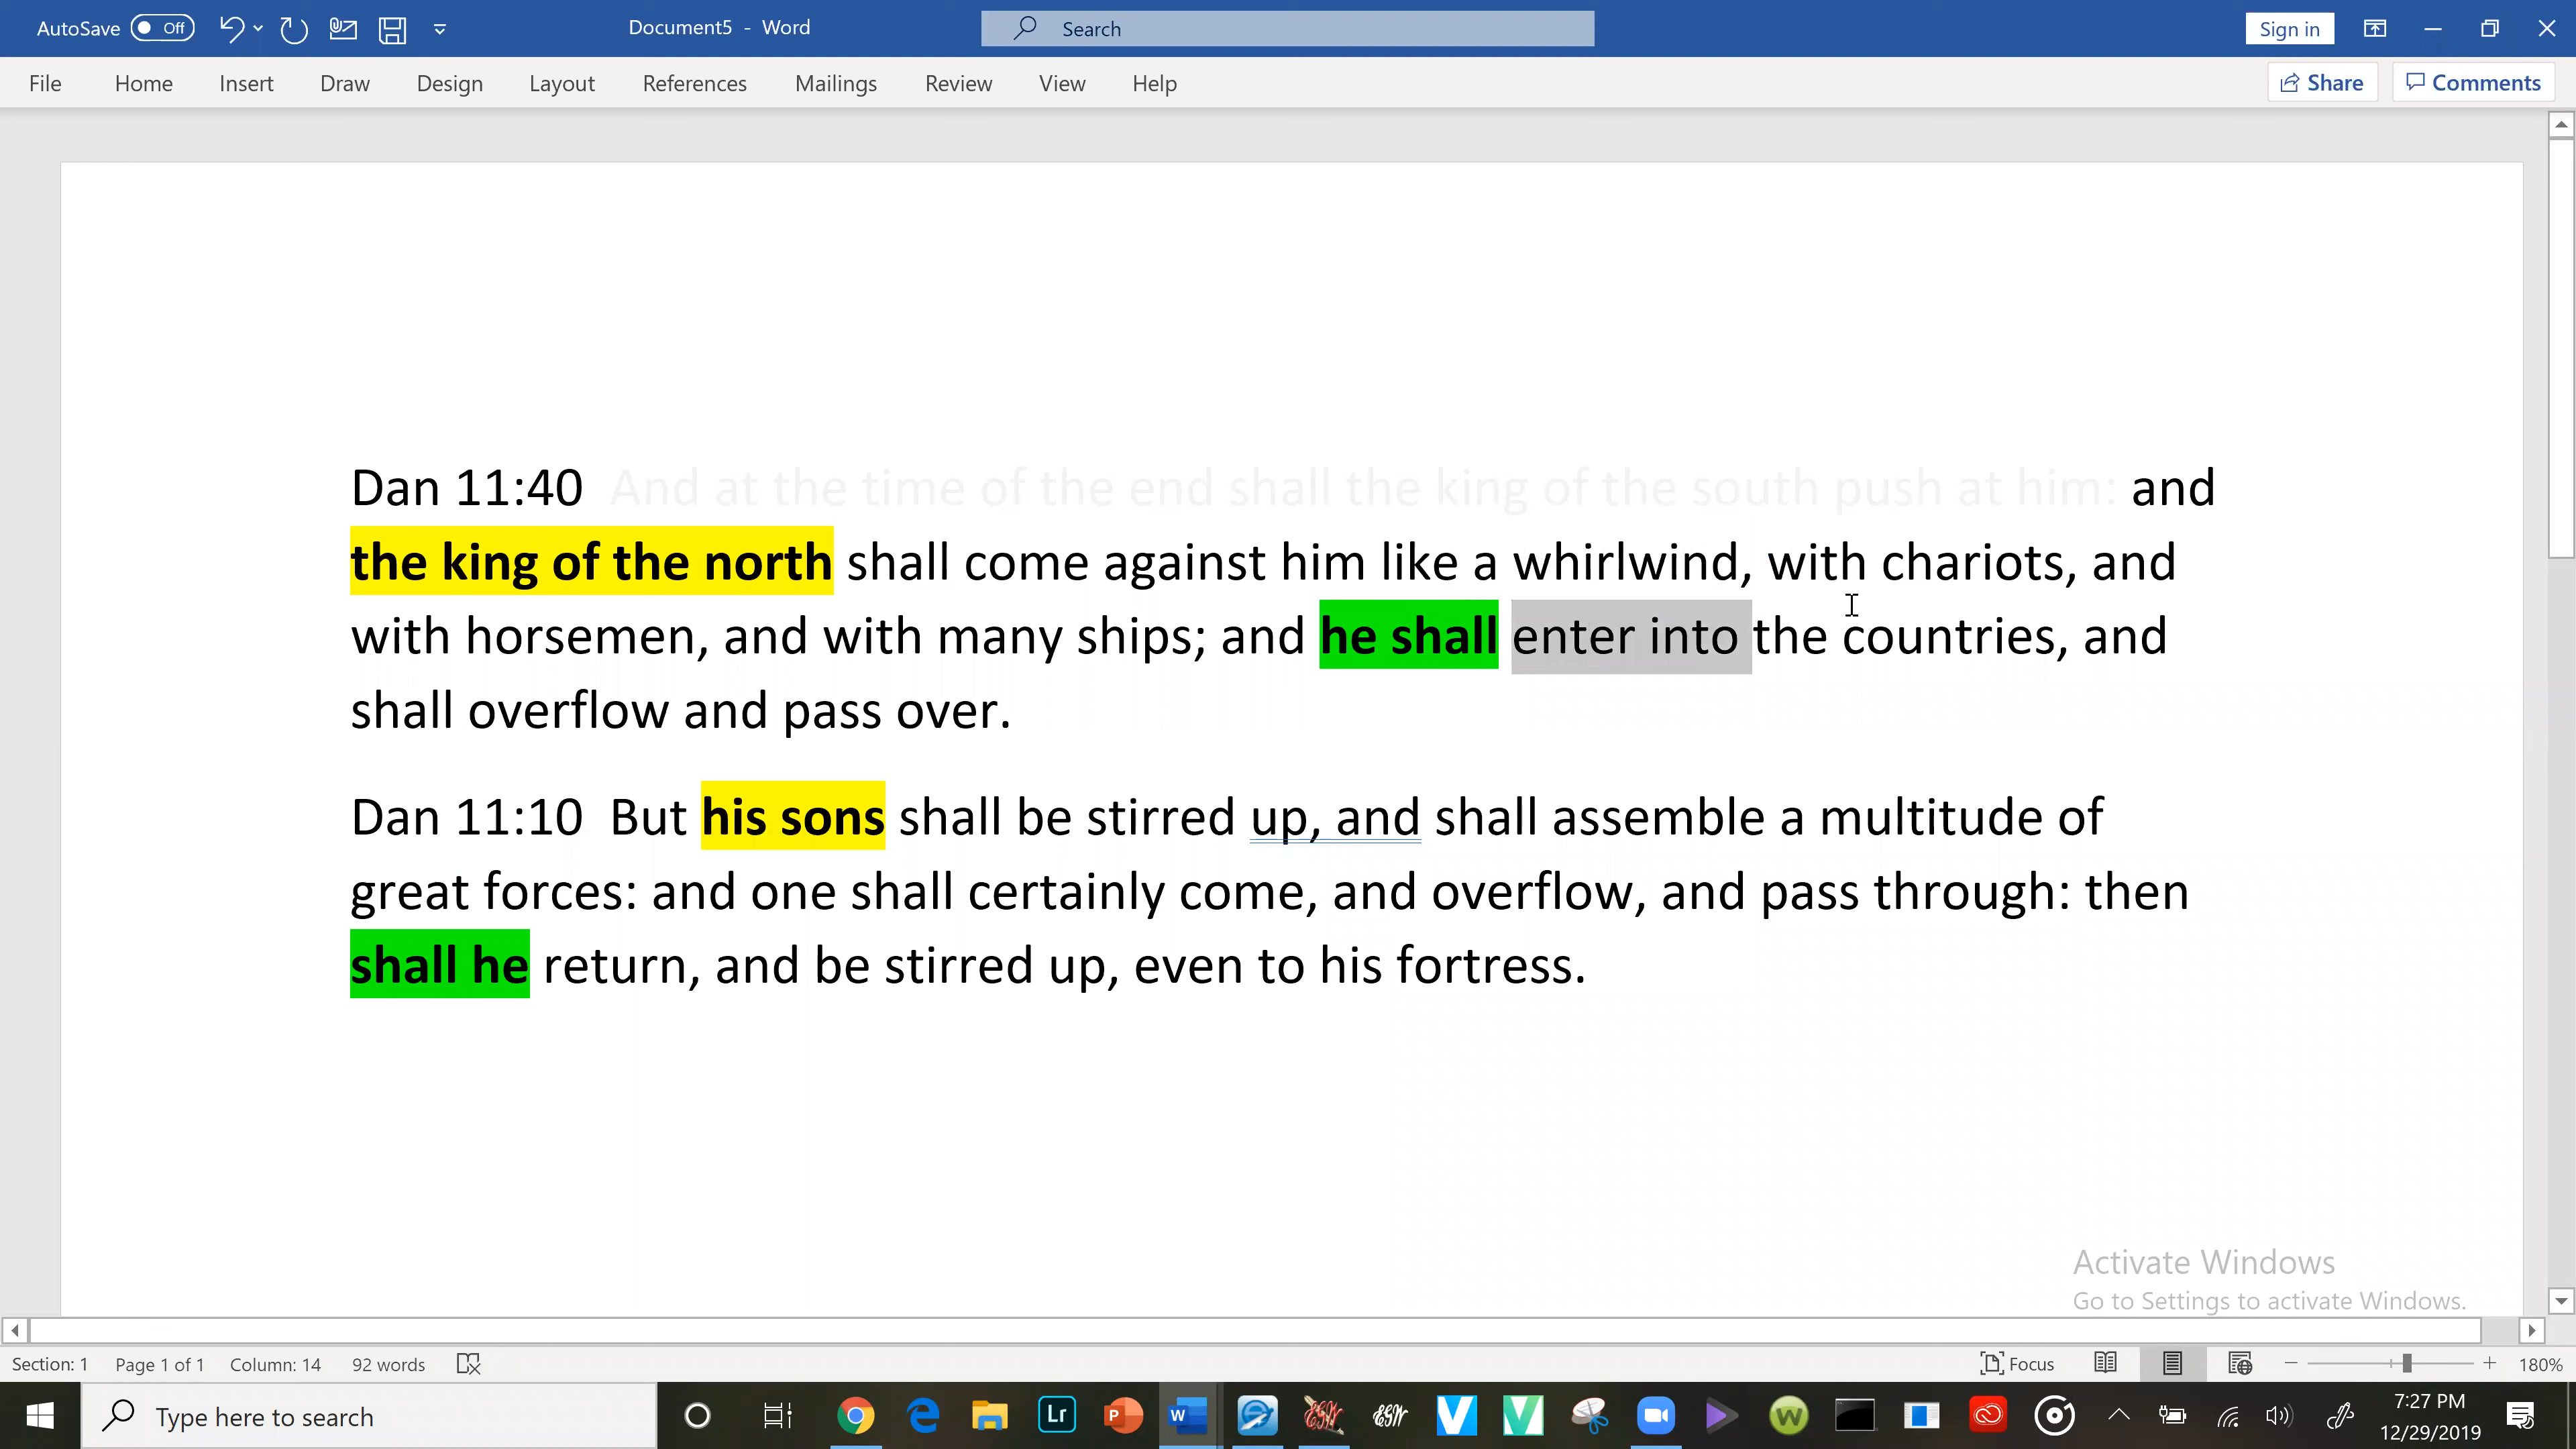 AutoSave Off Document5 - Word Search Sign in
File Home Insert Draw Design Layout References Mailings Review View Help Share Comments
Dan 11:40 And at the time of the end shall the king of the south push at him: and
the king of the north shall come against him like a whirlwind, with chariots, and
with horsemen, and with many ships; and he shall enter into the countries, and
shall overflow and pass over.
Dan 11:10 But his sons shall be stirred up, and shall assemble a multitude of
great forces: and one shall certainly come, and overflow, and pass through: then
shall he return, and be stirred up, even to his fortress.
Activate Windows
Go to Settings to activate Windows.
Section: 1 Page 1 of 1 Column: 14 92 words Focus 180%
Type here to search Lr P W EGW EGW V V W 7:27 PM
12/29/2019